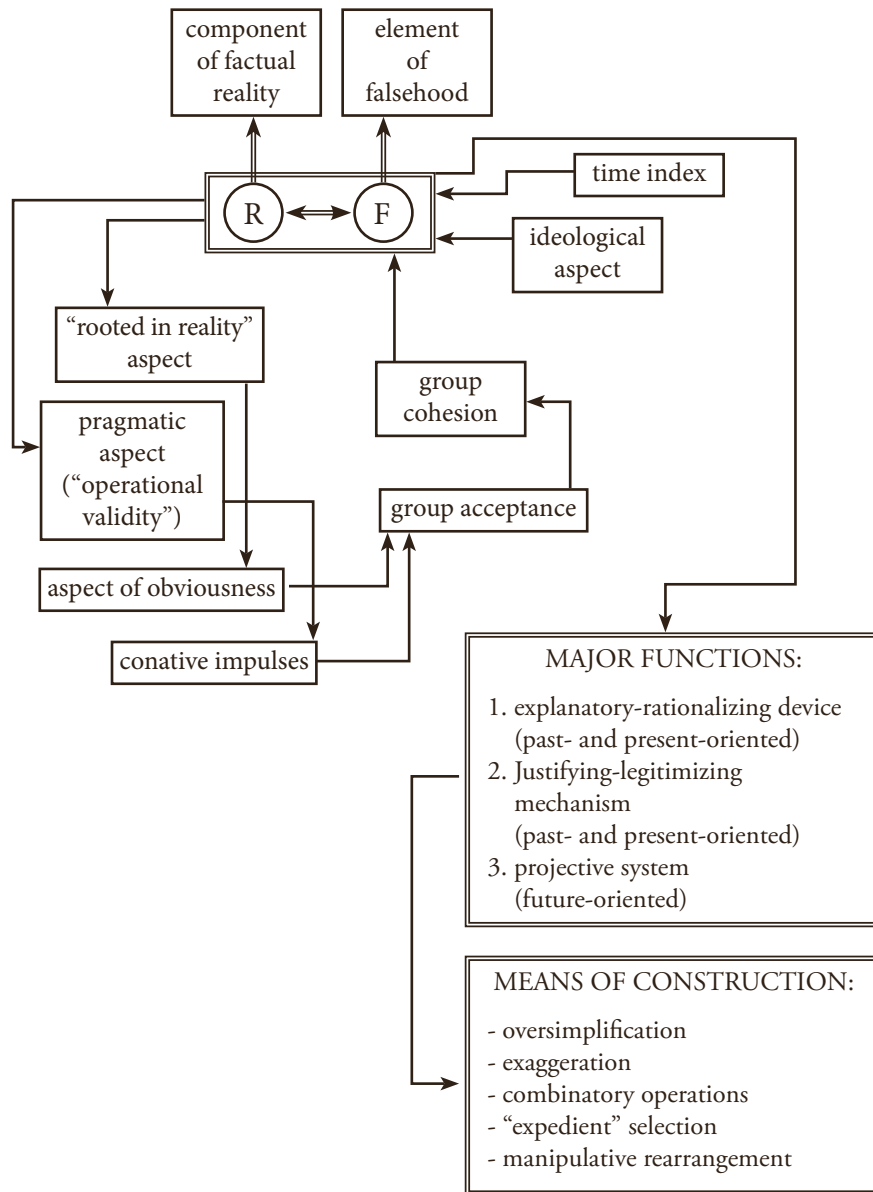 component
of factual
reality
element
of
falsehood
R
F
time index
ideological
aspect
“rooted in reality”
aspect
group
cohesion
pragmatic
aspect
(“operational
validity”)
group acceptance
aspect of obviousness
conative impulses
MAJOR FUNCTIONS:
1. explanatory-rationalizing device
(past- and present-oriented)
2. Justifying-legitimizing
mechanism
(past- and present-oriented)
3. projective system
(future-oriented)
MEANS OF CONSTRUCTION:
- oversimplification
- exaggeration
- combinatory operations
- “expedient” selection
- manipulative rearrangement